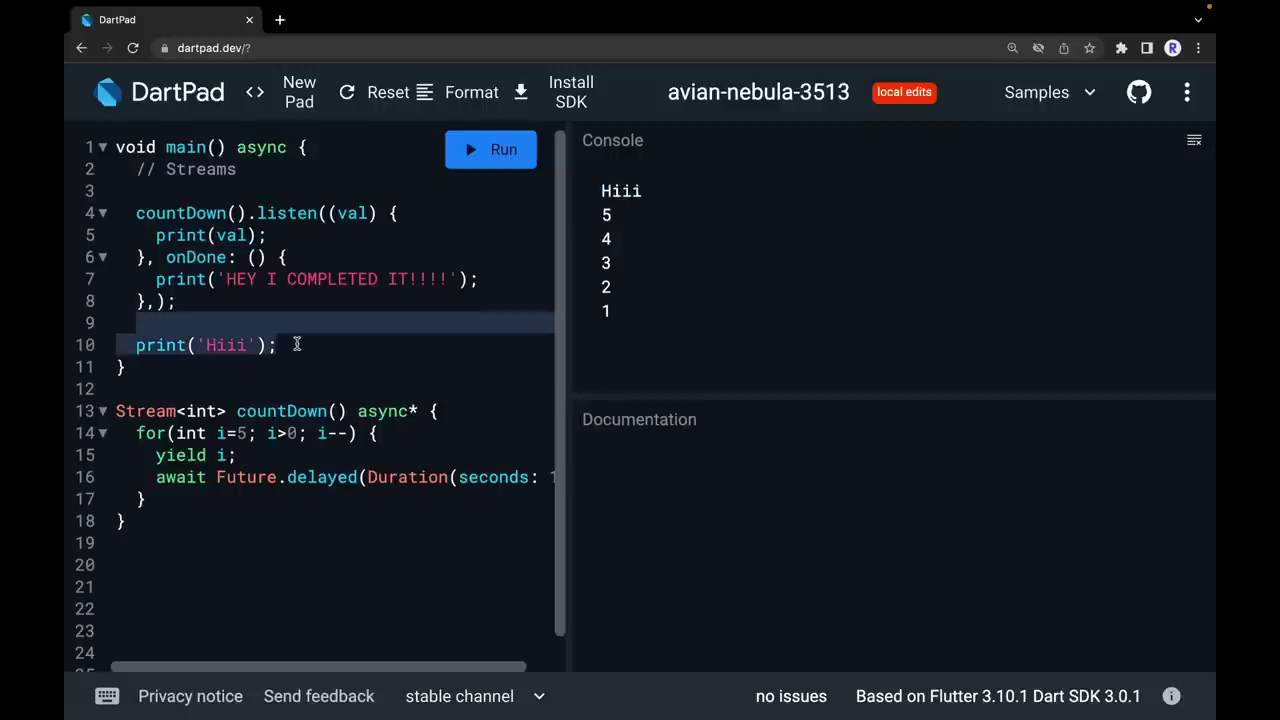 DartPad
dartpad.dev/?
R
DartPad
New Pad
Reset
Format
Install SDK
avian-nebula-3513
local edits
Samples
1 void main() async {
2   // Streams
3
4   countDown().listen((val) {
5     print(val);
6   }, onDone: () {
7     print('HEY I COMPLETED IT!!!!');
8   },);
9
10   print('Hiii');
11 }
12
13 Stream<int> countDown() async* {
14   for(int i=5; i>0; i--) {
15     yield i;
16     await Future.delayed(Duration(seconds: 1
17   }
18 }
19
20
21
22
23
24
Run
Console
Hiii
5
4
3
2
1
Documentation
Privacy notice
Send feedback
stable channel
no issues
Based on Flutter 3.10.1 Dart SDK 3.0.1